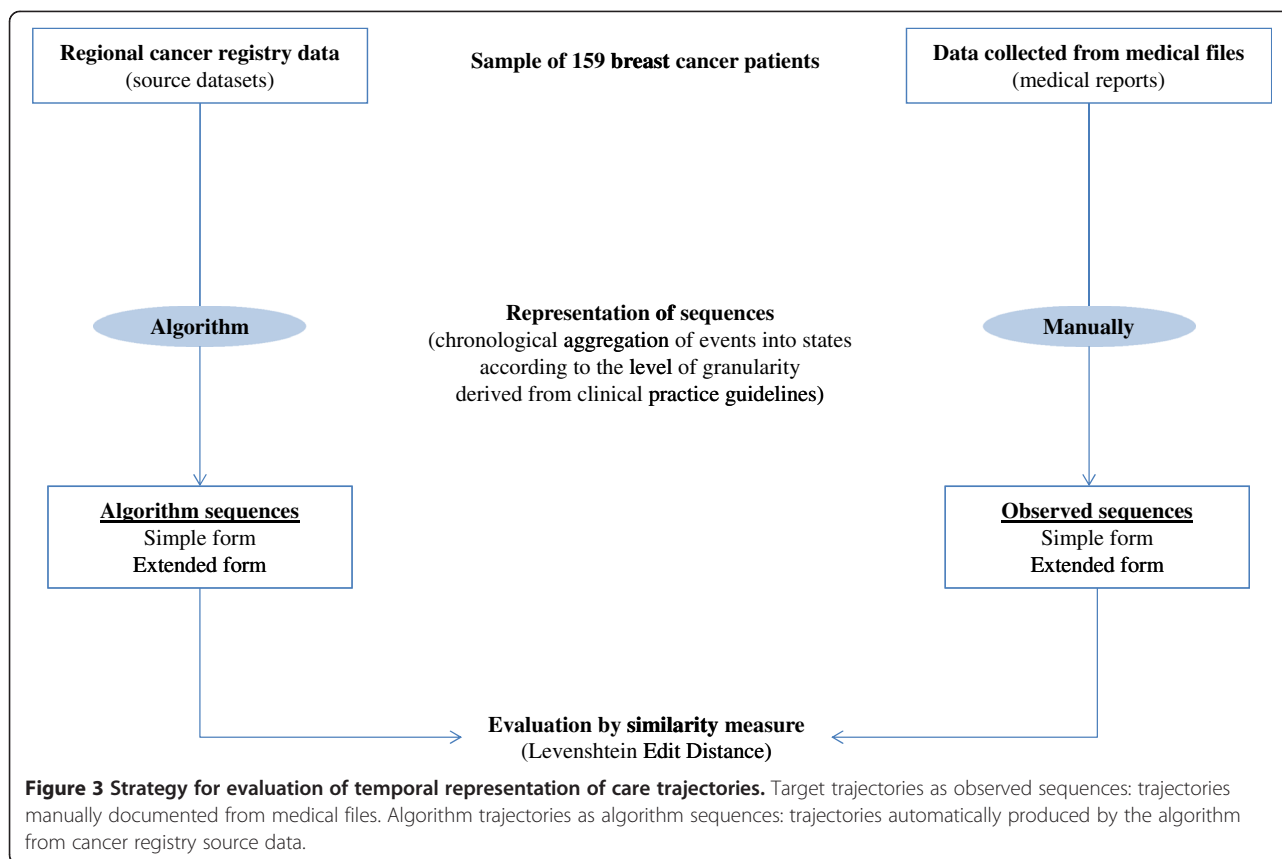 Regional cancer registry data
(source datasets)
Sample of 159 breast cancer patients
Data collected from medical files
(medical reports)
Algorithm
Representation of sequences
(chronological aggregation of events into states
according to the level of granularity
derived from clinical practice guidelines)
Manually
Algorithm sequences
Simple form
Extended form
Observed sequences
Simple form
Extended form
Evaluation by similarity measure
(Levenshtein Edit Distance)
Figure 3 Strategy for evaluation of temporal representation of care trajectories. Target trajectories as observed sequences: trajectories
manually documented from medical files. Algorithm trajectories as algorithm sequences: trajectories automatically produced by the algorithm
from cancer registry source data.